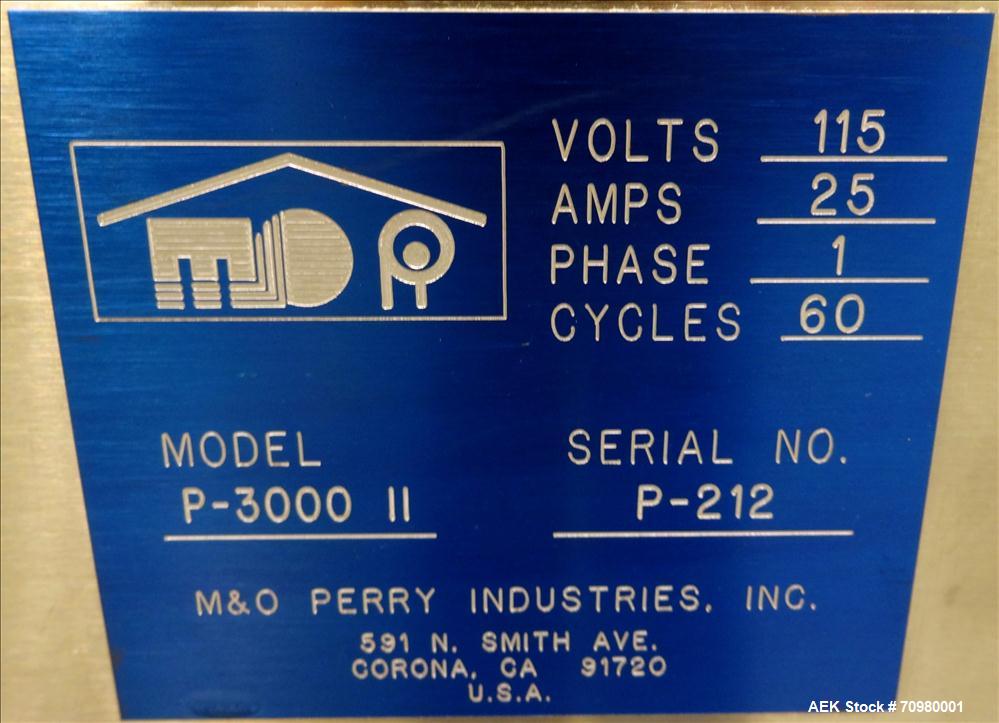 VOLTS 115
AMPS 25
PHASE 1
CYCLES 60
MODEL
P-3000 II
SERIAL NO.
P-212
M&O PERRY INDUSTRIES, INC.
591 N. SMITH AVE.
CORONA, CA 91720
U.S.A.
AEK Stock # 70980001